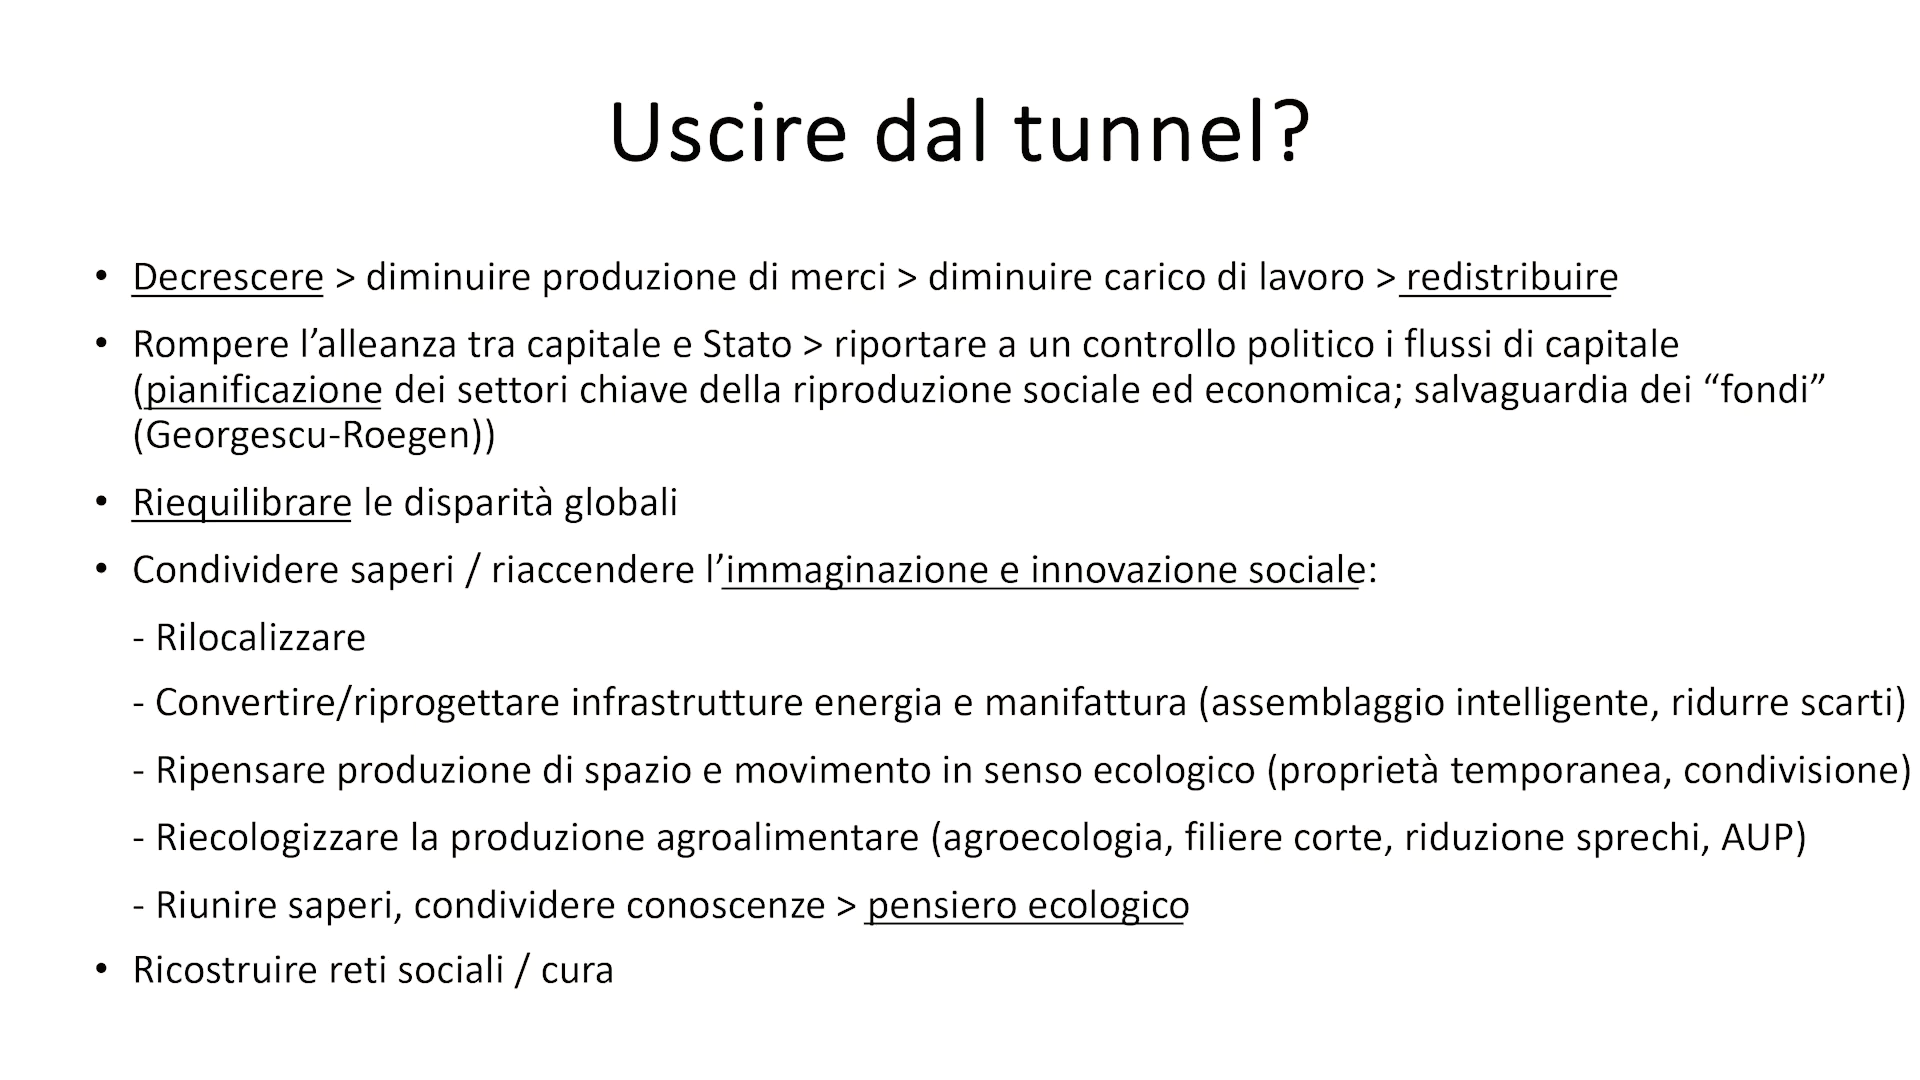 Uscire dal tunnel?
• Decrescere > diminuire produzione di merci > diminuire carico di lavoro > redistribuire
• Rompere l’alleanza tra capitale e Stato > riportare a un controllo politico i flussi di capitale
(pianificazione dei settori chiave della riproduzione sociale ed economica; salvaguardia dei “fondi”
(Georgescu-Roegen))
• Riequilibrare le disparità globali
• Condividere saperi / riaccendere l’immaginazione e innovazione sociale:
- Rilocalizzare
- Convertire/riprogettare infrastrutture energia e manifattura (assemblaggio intelligente, ridurre scarti)
- Ripensare produzione di spazio e movimento in senso ecologico (proprietà temporanea, condivisione)
- Riecologizzare la produzione agroalimentare (agroecologia, filiere corte, riduzione sprechi, AUP)
- Riunire saperi, condividere conoscenze > pensiero ecologico
• Ricostruire reti sociali / cura